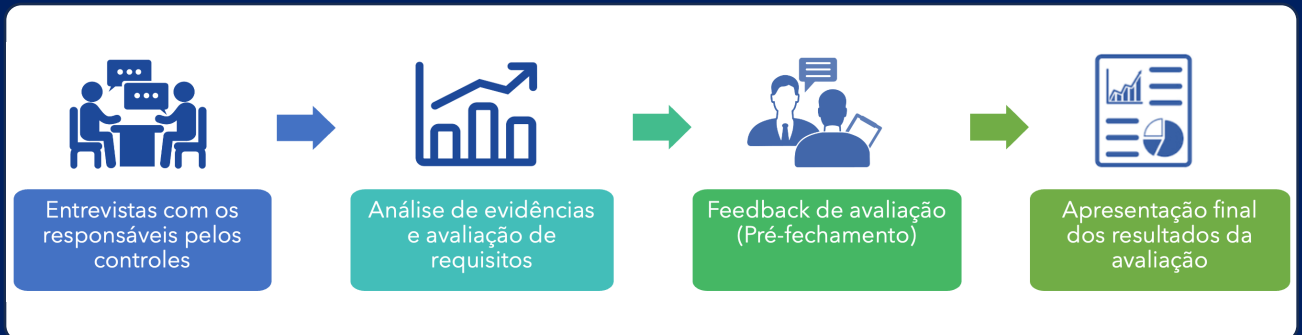 Entrevistas com os
responsáveis pelos
controles
Análise de evidências
e avaliação de
requisitos
Feedback de avaliação
(Pré-fechamento)
Apresentação final
dos resultados da
avaliação